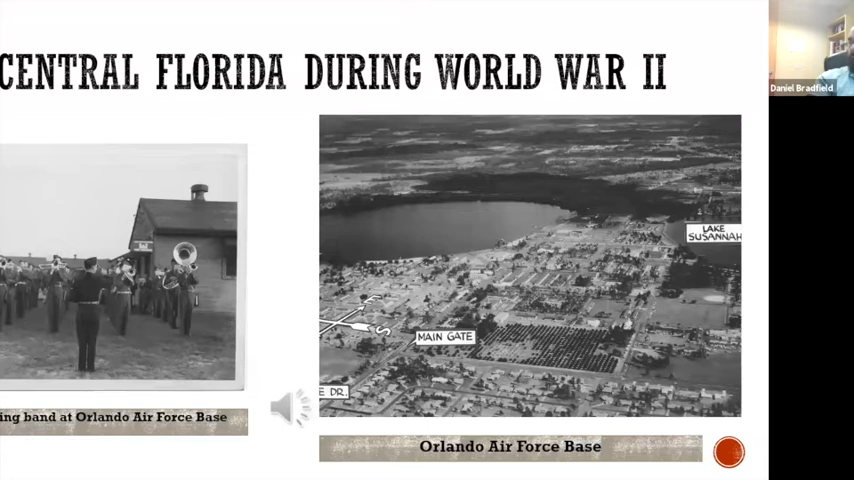 CENTRAL FLORIDA DURING WORLD WAR II
Daniel Bradfield
LAKE
SUSANNAH
E
S
MAIN GATE
E DR.
ing band at Orlando Air Force Base
Orlando Air Force Base